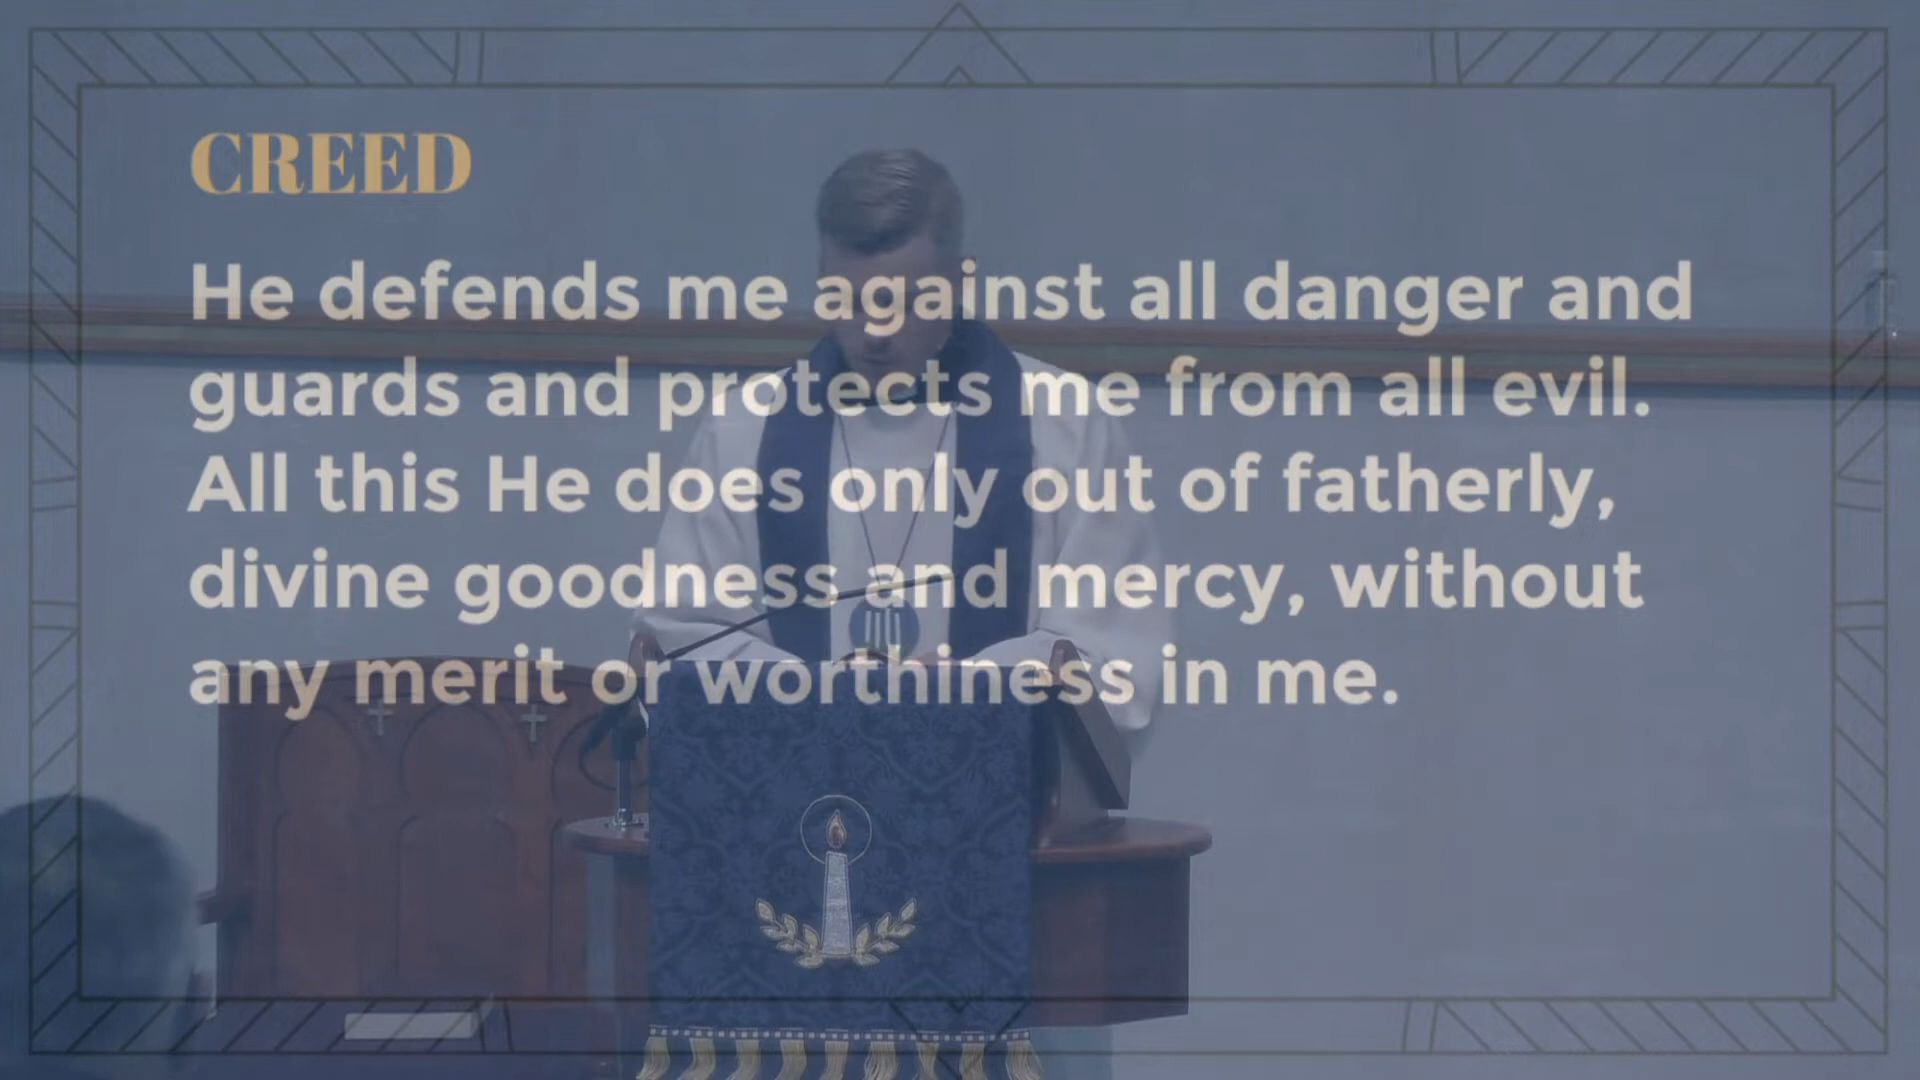 CREED
He defends me against all danger and
guards and protects me from all evil.
All this He does only out of fatherly,
divine goodness and mercy, without
any merit or worthiness in me.